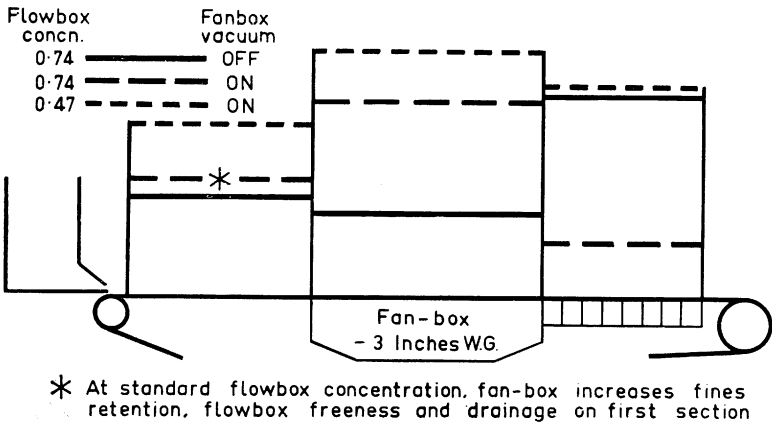 Flowbox Fanbox
concn. vacuum
0·74 OFF
0·74 ON
0·47 ON
Fan-box
- 3 Inches W.G.
* At standard flowbox concentration, fan-box increases fines
retention, flowbox freeness and drainage on first section